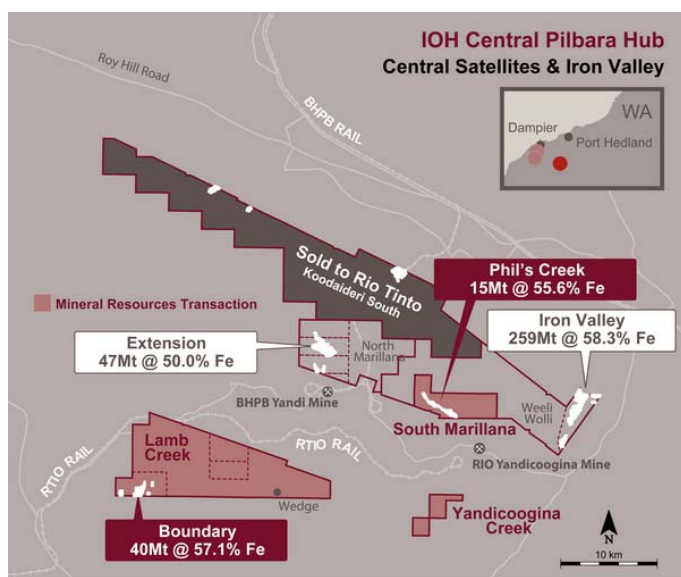 IOH Central Pilbara Hub
Central Satellites & Iron Valley
Roy Hill Road
BHPB RAIL
WA
Dampier
Port Hedland
Sold to Rio Tinto
Koodaideri South
Phil's Creek
15Mt @ 55.6% Fe
Mineral Resources Transaction
Iron Valley
259Mt @ 58.3% Fe
Extension
47Mt @ 50.0% Fe
North
Marillana
BHPB Yandi Mine
Weeli
Wolli
South Marillana
Lamb
Creek
RTIO RAIL
RIO Yandicoogina Mine
RTIO RAIL
Wedge
Yandicoogina
Creek
Boundary
40Mt @ 57.1% Fe
N
10 km